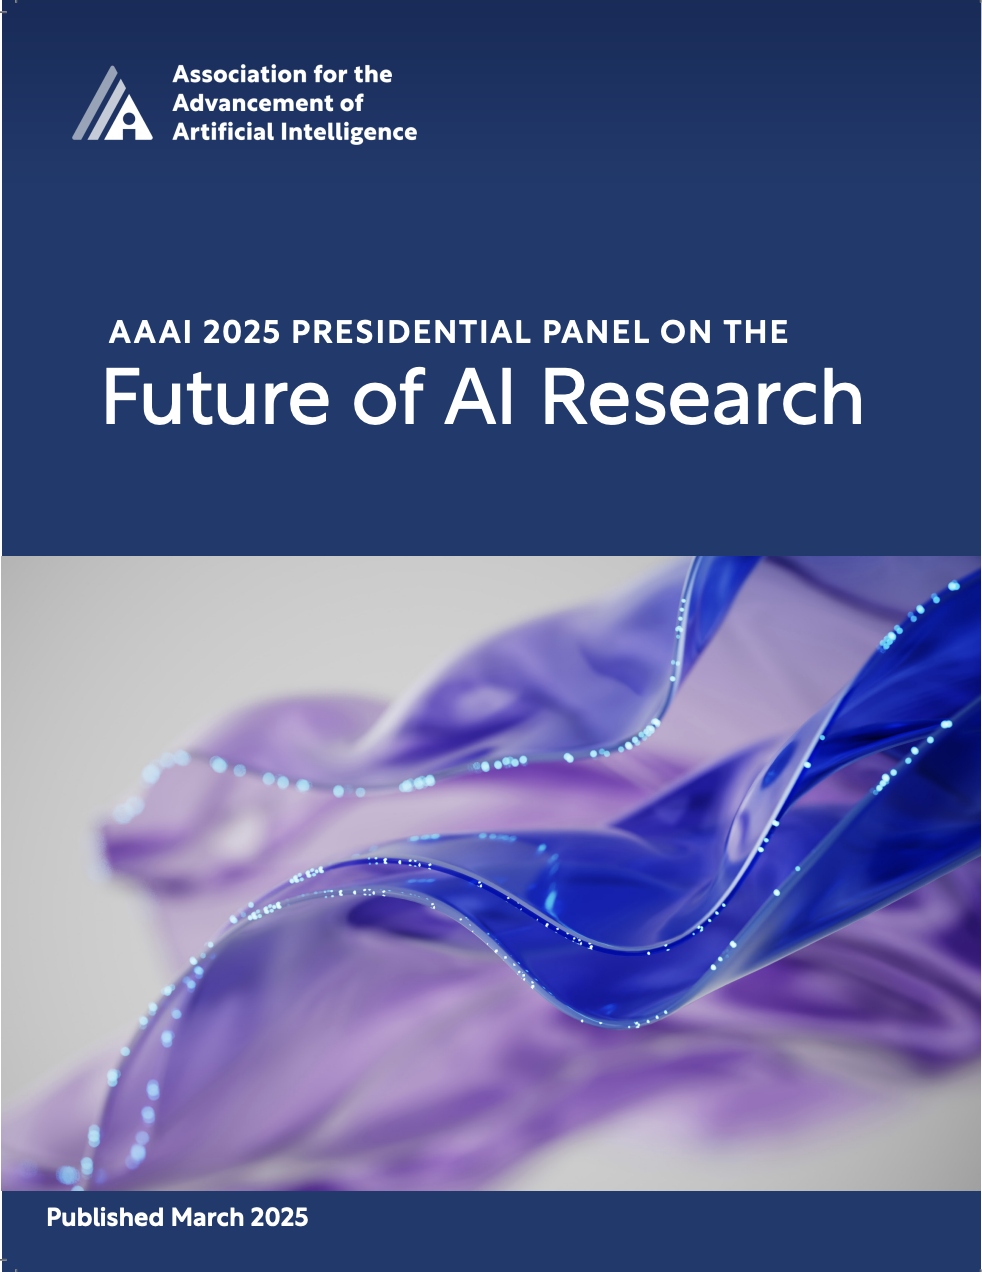 Association for the
Advancement of
Artificial Intelligence
AAAI 2025 PRESIDENTIAL PANEL ON THE
Future of AI Research
Published March 2025